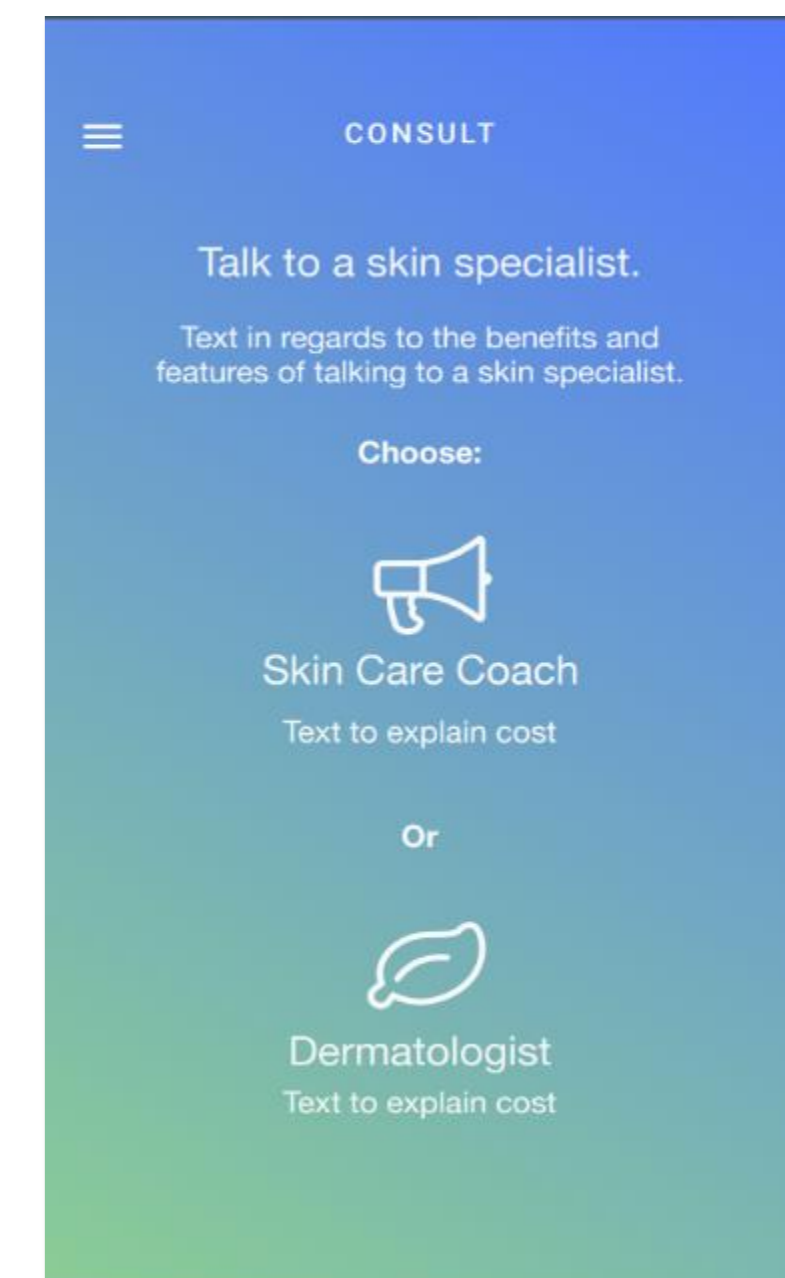 CONSULT
Talk to a skin specialist.
Text in regards to the benefits and
features of talking to a skin specialist.
Choose:
Skin Care Coach
Text to explain cost
Or
Dermatologist
Text to explain cost